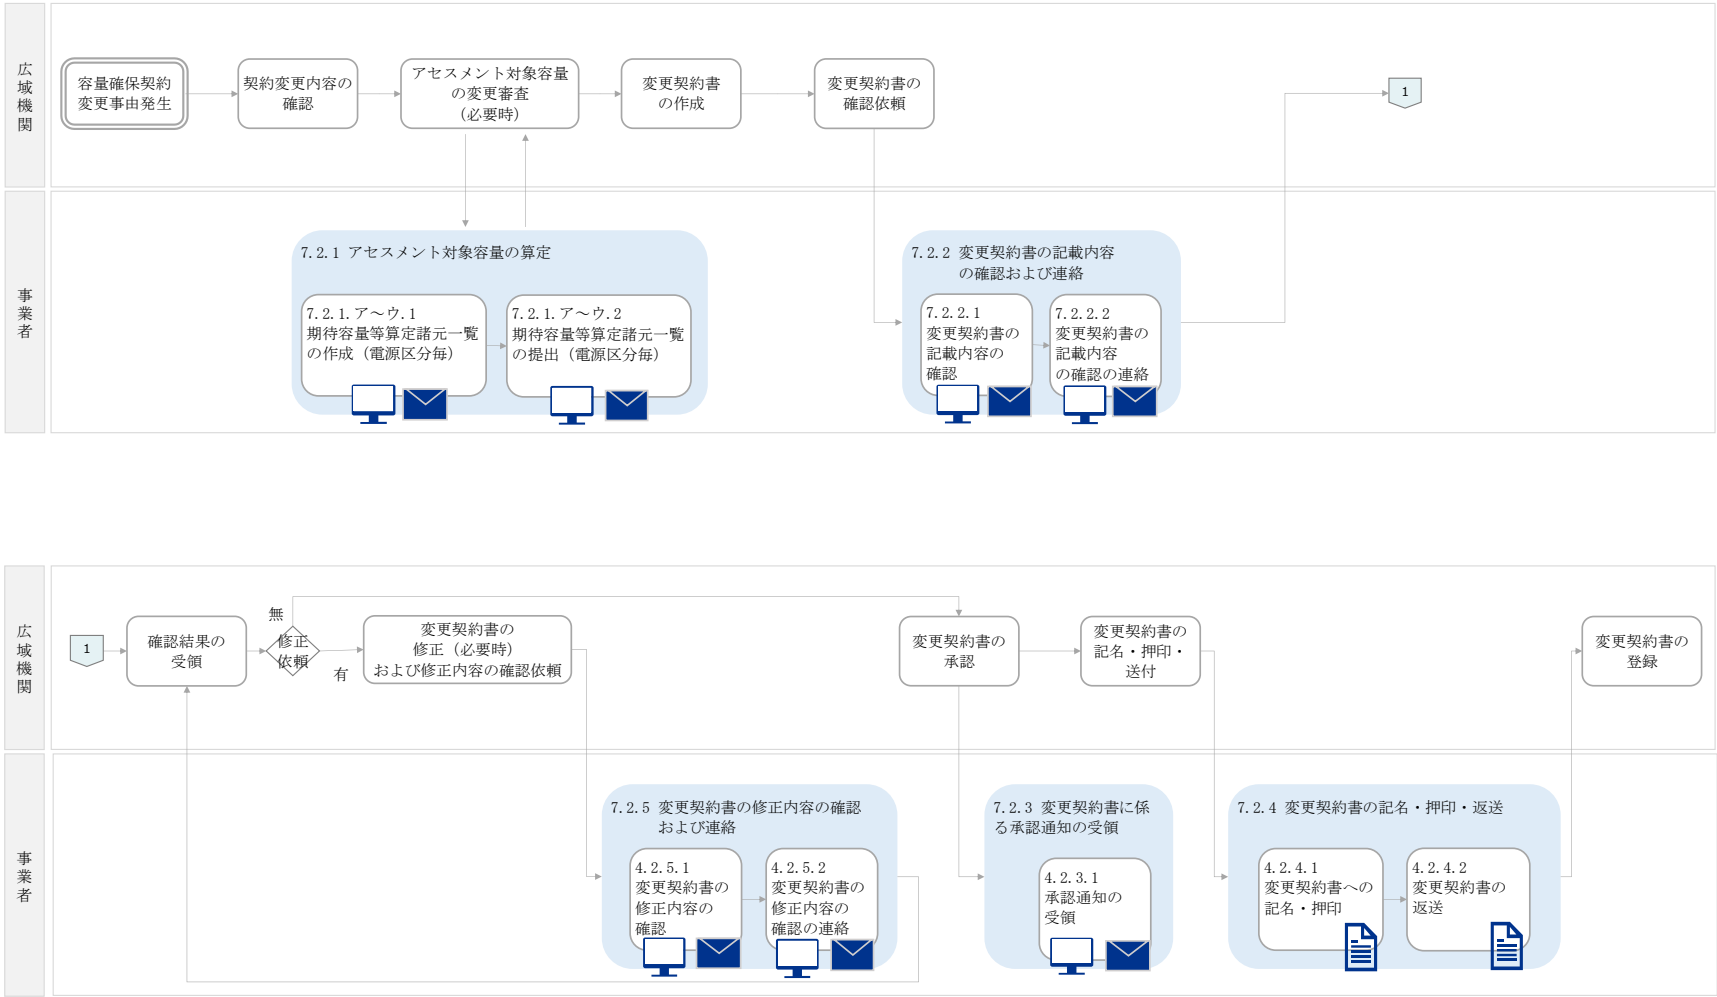 広
域
機
関
容量確保契約
変更事由発生
契約変更内容の
確認
アセスメント対象容量
の変更審査
（必要時）
変更契約書
の作成
変更契約書の
確認依頼
1
事
業
者
7.2.1 アセスメント対象容量の算定
7.2.1.ア～ウ.1
期待容量等算定諸元一覧
の作成（電源区分毎）
7.2.1.ア～ウ.2
期待容量等算定諸元一覧
の提出（電源区分毎）
7.2.2 変更契約書の記載内容
の確認および連絡
7.2.2.1
変更契約書の
記載内容の
確認
7.2.2.2
変更契約書の
記載内容
の確認の連絡
広
域
機
関
1
確認結果の
受領
修正
依頼
無
有
変更契約書の
修正（必要時）
および修正内容の確認依頼
変更契約書の
承認
変更契約書の
記名・押印・
送付
変更契約書の
登録
事
業
者
7.2.5 変更契約書の修正内容の確認
および連絡
4.2.5.1
変更契約書の
修正内容の
確認
4.2.5.2
変更契約書の
修正内容の
確認の連絡
7.2.3 変更契約書に係
る承認通知の受領
4.2.3.1
承認通知の
受領
7.2.4 変更契約書の記名・押印・返送
4.2.4.1
変更契約書への
記名・押印
4.2.4.2
変更契約書の
返送